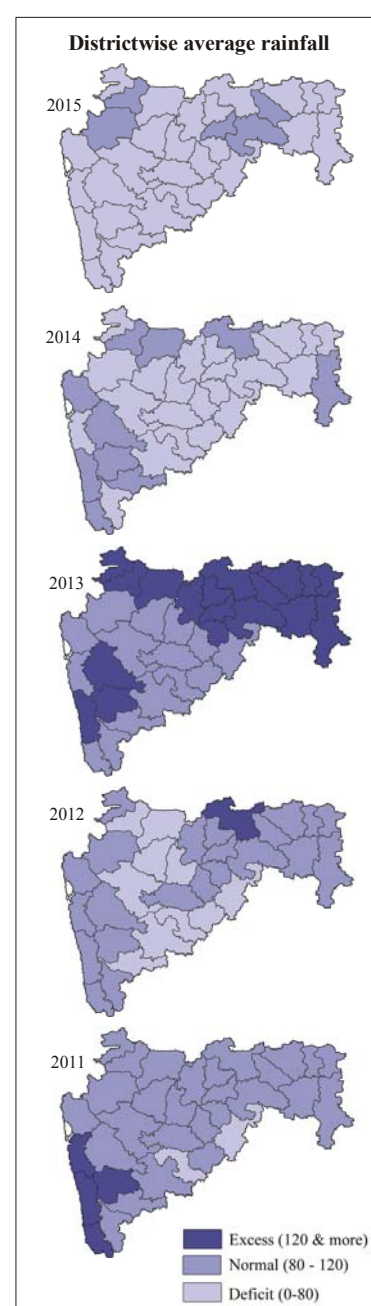 Districtwise average rainfall
2015
2014
2013
2012
2011
Excess (120 & more)
Normal (80 - 120)
Deficit (0-80)